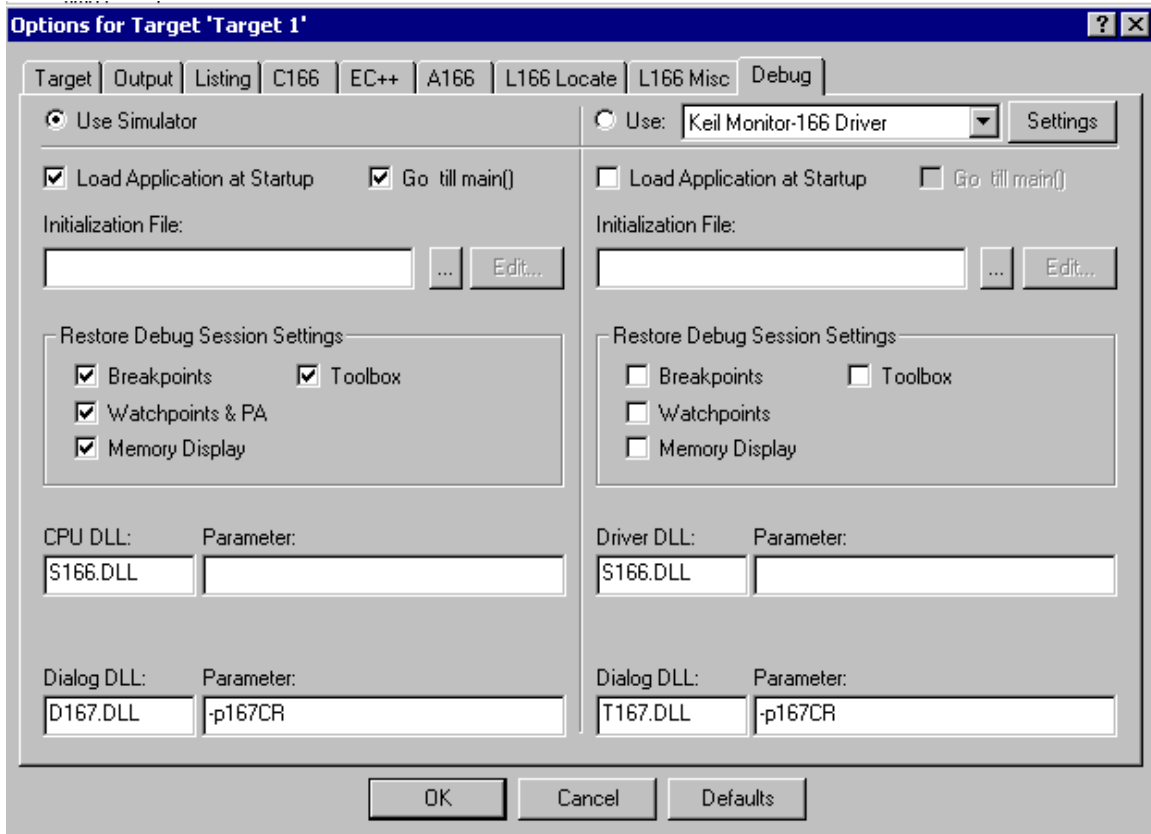 Options for Target 'Target 1'
Target Output Listing C166 EC++ A166 L166 Locate L166 Misc Debug
Use Simulator
Use: Keil Monitor-166 Driver Settings
Load Application at Startup Go till main()
Load Application at Startup Go till main()
Initialization File:
Initialization File:
... Edit...
... Edit...
Restore Debug Session Settings
Breakpoints Toolbox
Watchpoints & PA
Memory Display
Restore Debug Session Settings
Breakpoints Toolbox
Watchpoints
Memory Display
CPU DLL: Parameter:
S166.DLL
Driver DLL: Parameter:
S166.DLL
Dialog DLL: Parameter:
D167.DLL -p167CR
Dialog DLL: Parameter:
T167.DLL -p167CR
OK Cancel Defaults